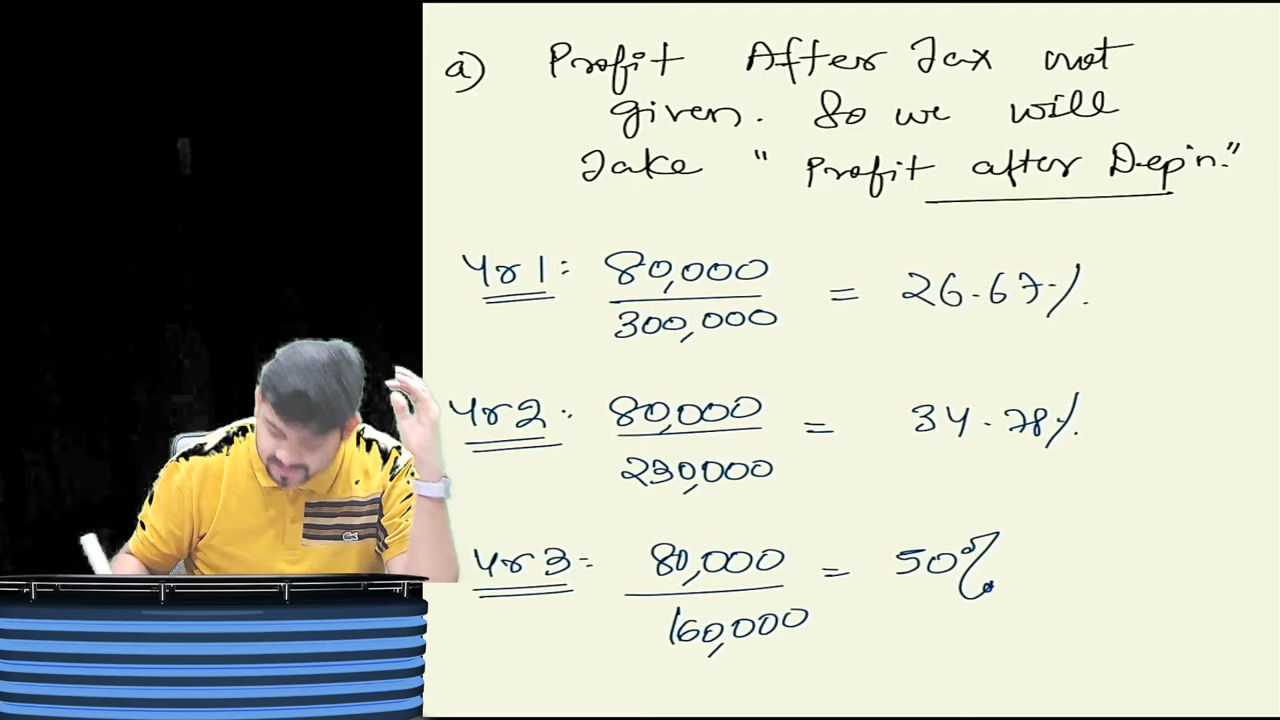 a) Profit After Tax not
given. So we will
Take " Profit after Dep'n."
Yr 1: 80,000
300,000
= 26.67%
Yr 2: 80,000
230,000
= 34.78%
Yr 3: 80,000
160,000
= 50%